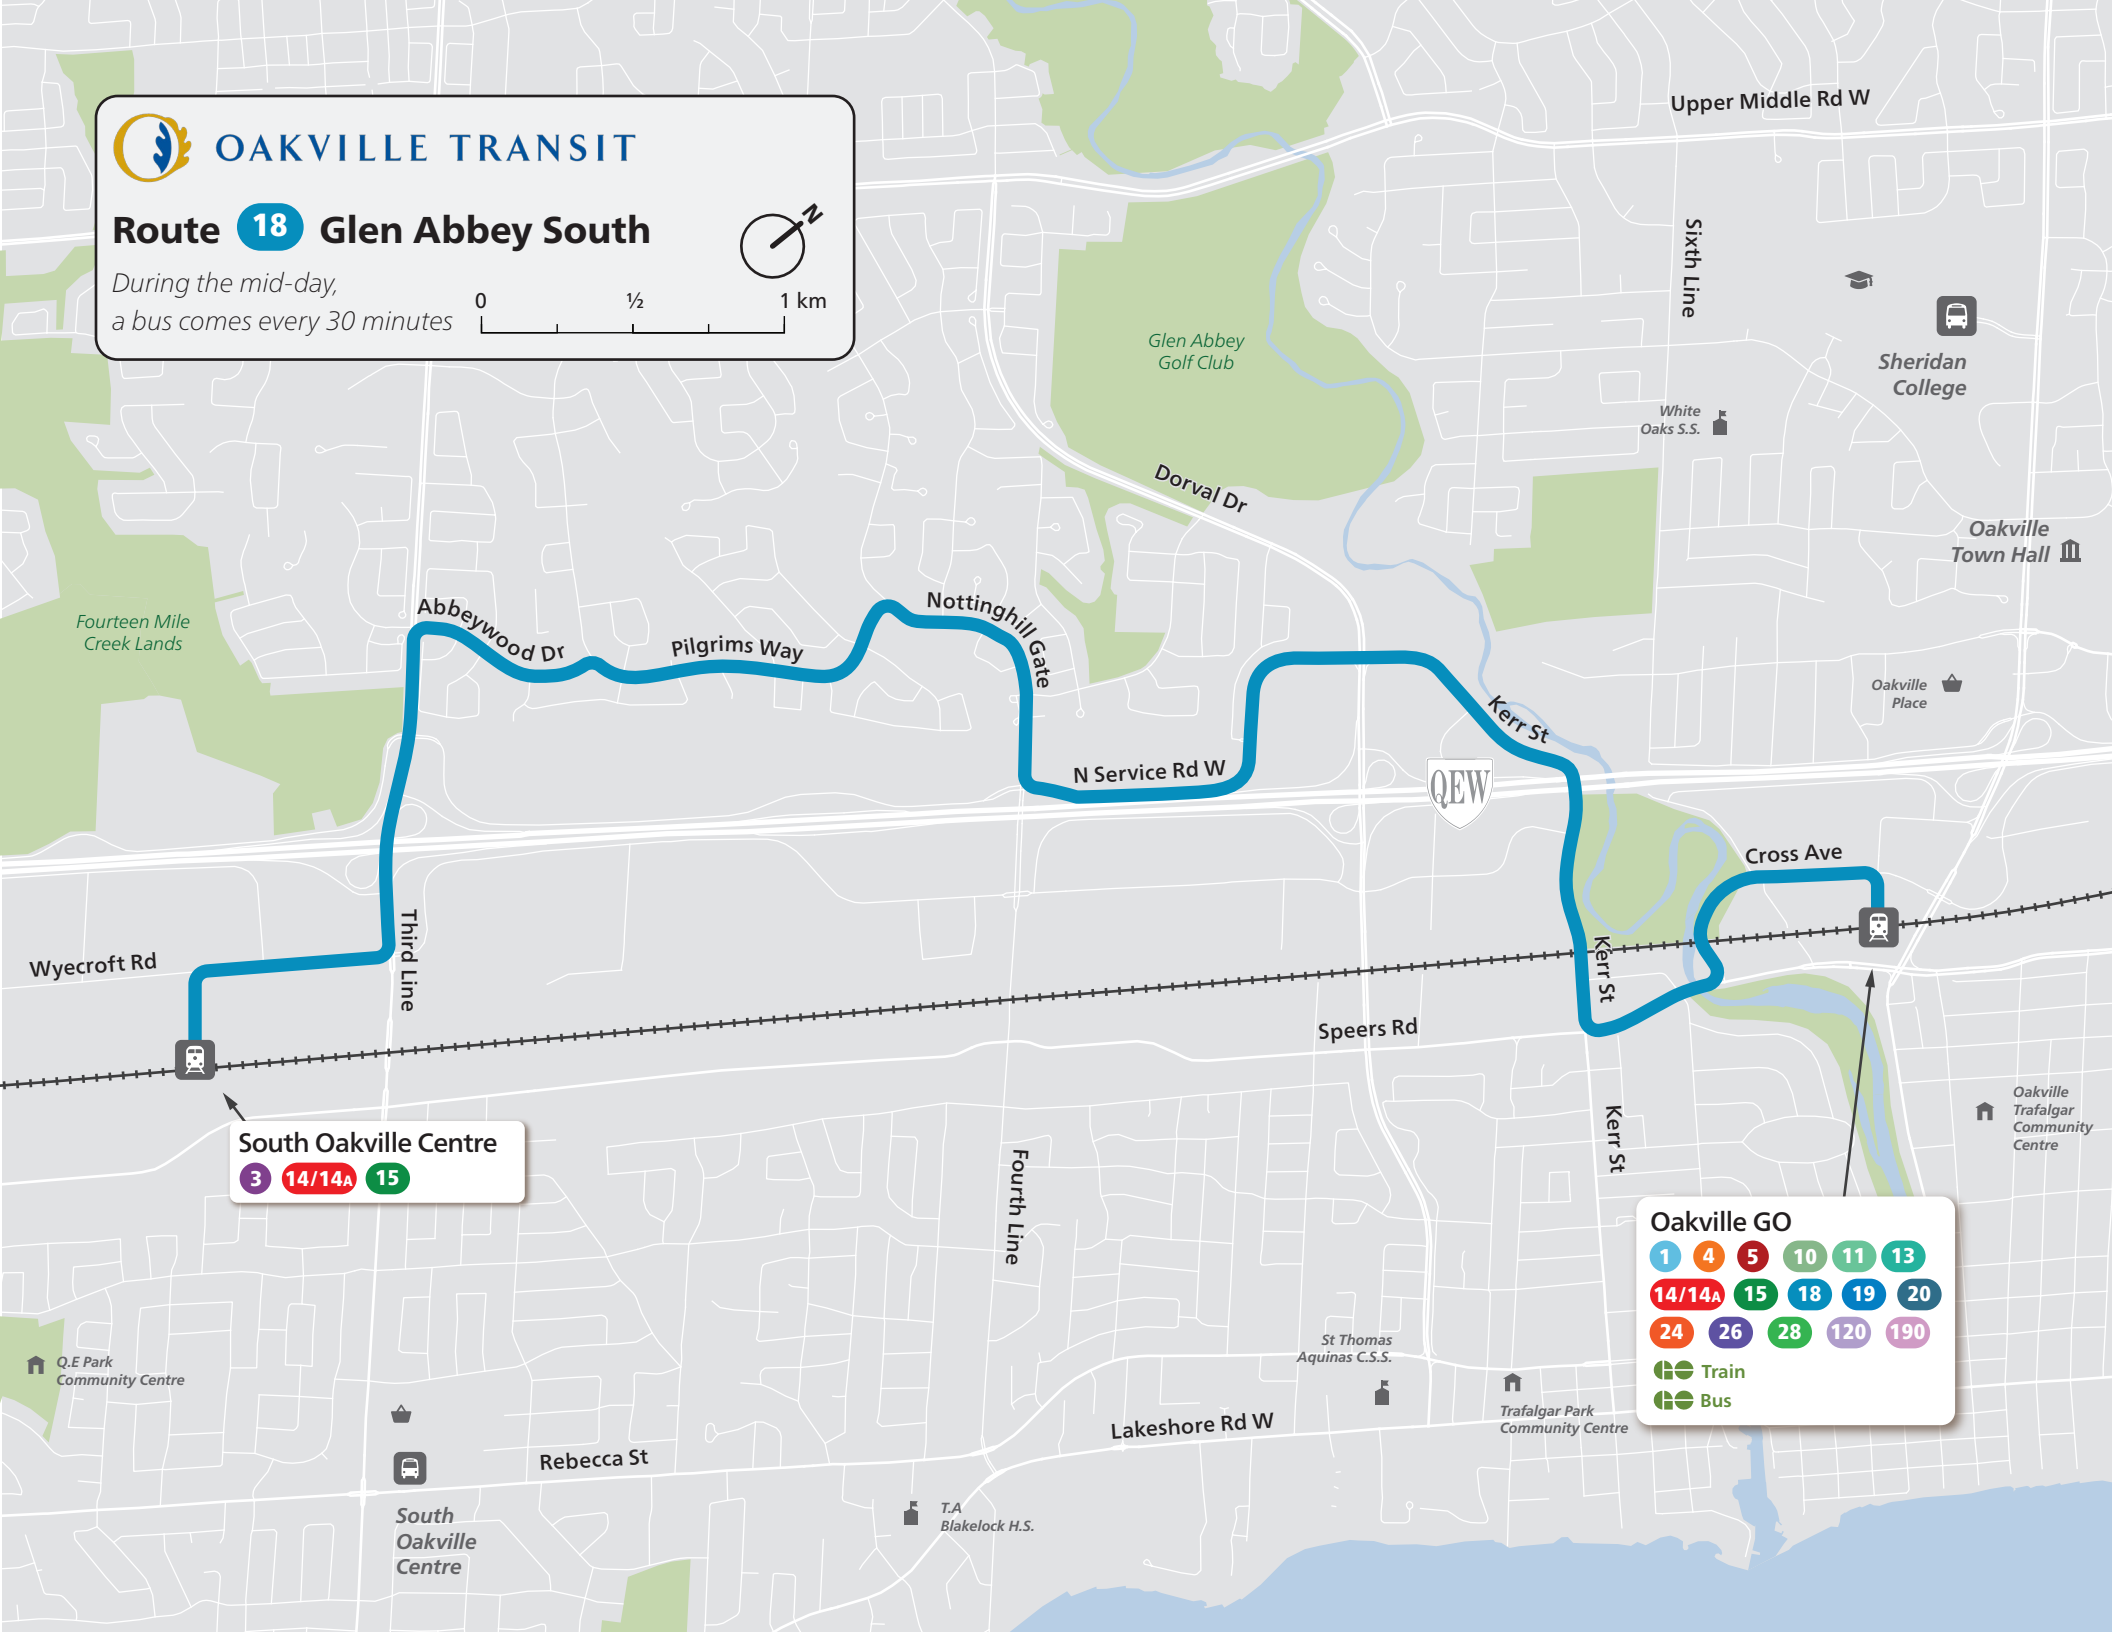 OAKVILLE TRANSIT
Route 18 Glen Abbey South
N
During the mid-day,
a bus comes every 30 minutes
0 ½ 1 km
Upper Middle Rd W
Sixth Line
Glen Abbey
Golf Club
Sheridan
College
White
Oaks S.S.
Dorval Dr
Oakville
Town Hall
Fourteen Mile
Creek Lands
Abbeywood Dr
Pilgrims Way
Nottinghill Gate
Oakville
Place
Kerr St
N Service Rd W
QEW
Cross Ave
Third Line
Wyecroft Rd
Kerr St
Speers Rd
South Oakville Centre
3 14/14A 15
Fourth Line
Kerr St
Oakville
Trafalgar
Community
Centre
Oakville GO
1 4 5 10 11 13
14/14A 15 18 19 20
24 26 28 120 190
GO Train
GO Bus
Q.E Park
Community Centre
St Thomas
Aquinas C.S.S.
Trafalgar Park
Community Centre
Lakeshore Rd W
Rebecca St
South
Oakville
Centre
T.A
Blakelock H.S.